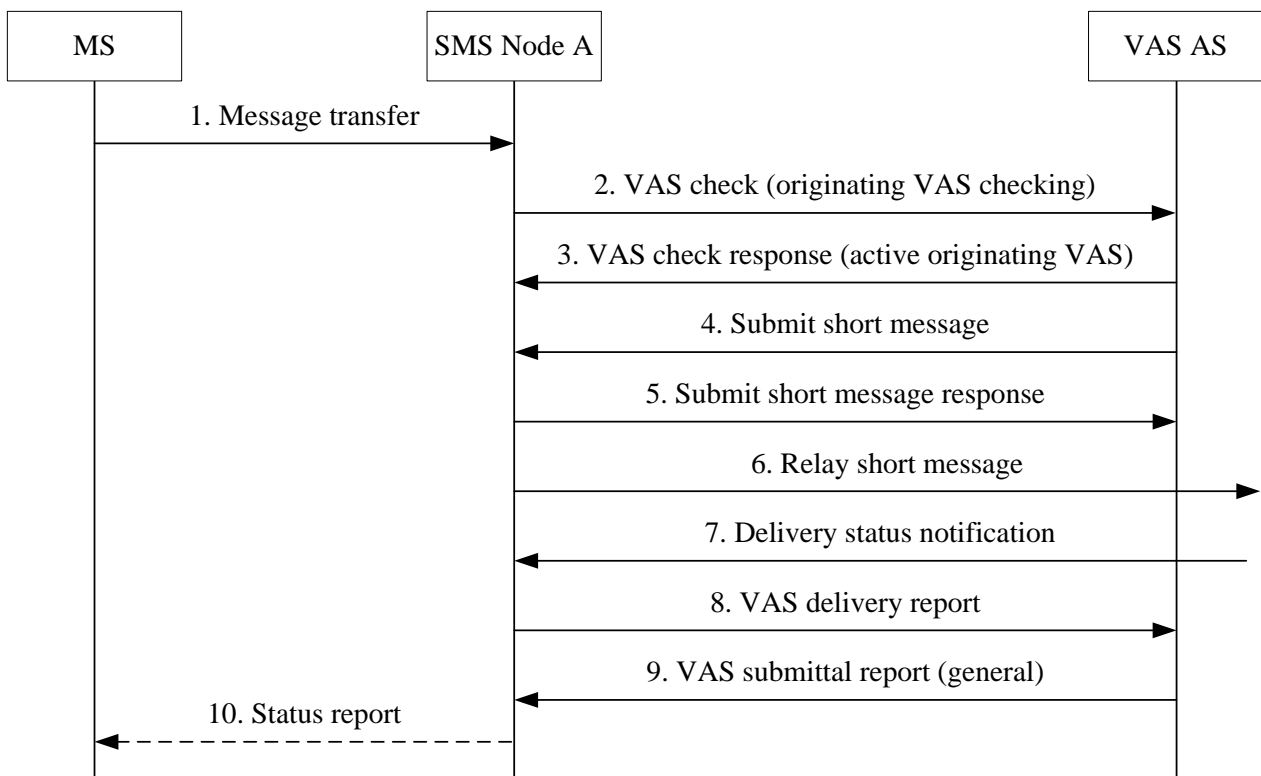 MS
SMS Node A
VAS AS
1. Message transfer
2. VAS check (originating VAS checking)
3. VAS check response (active originating VAS)
4. Submit short message
5. Submit short message response
6. Relay short message
7. Delivery status notification
8. VAS delivery report
9. VAS submittal report (general)
10. Status report